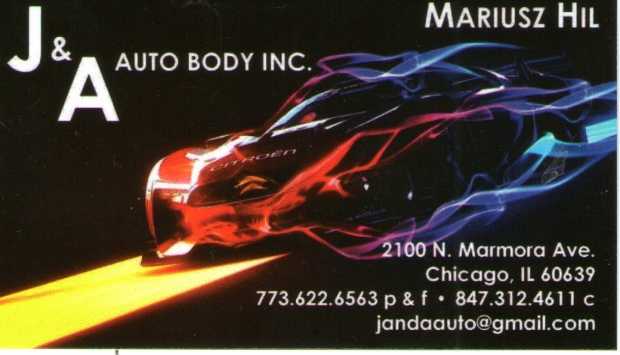 J & A AUTO BODY INC.
MARIUSZ HIL
CITROËN
2100 N. Marmora Ave.
Chicago, IL 60639
773.622.6563 p & f • 847.312.4611 c
jandaauto@gmail.com